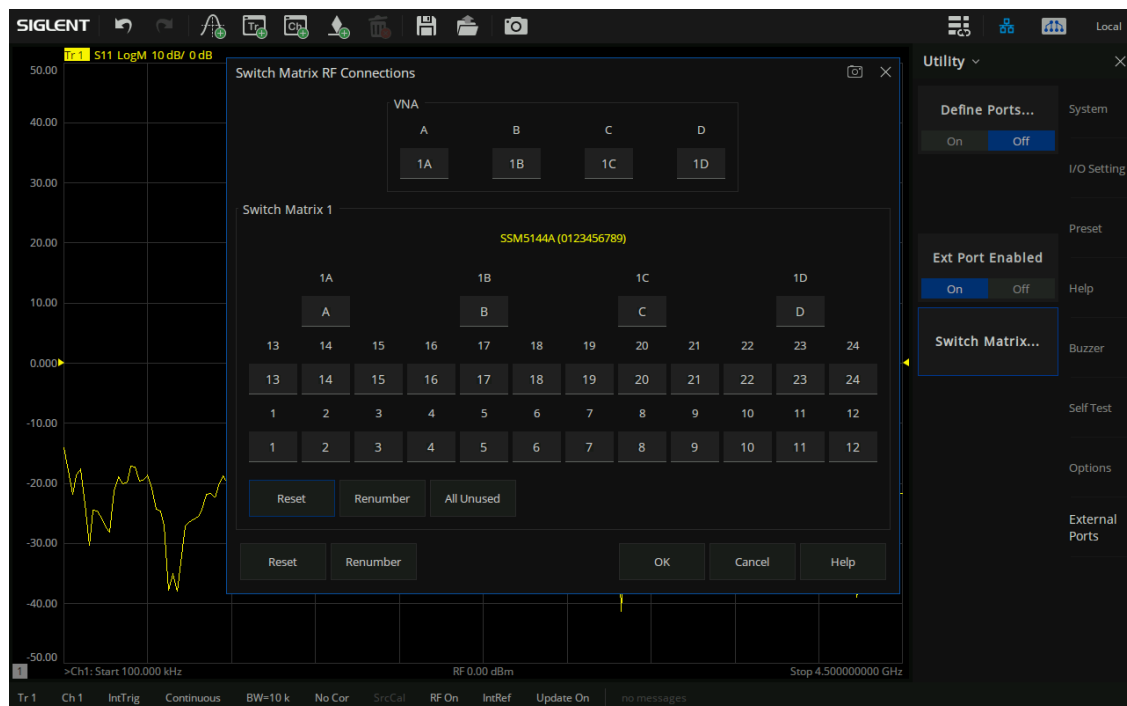 SIGLENT Tr Ch Local
Tr 1 S11 LogM 10 dB/ 0 dB
50.00
40.00
30.00
20.00
10.00
0.000
-10.00
-20.00
-30.00
-40.00
-50.00
Switch Matrix RF Connections
VNA
A B C D
1A 1B 1C 1D
Switch Matrix 1
SSM5144A (0123456789)
1A 1B 1C 1D
A B C D
13 14 15 16 17 18 19 20 21 22 23 24
13 14 15 16 17 18 19 20 21 22 23 24
1 2 3 4 5 6 7 8 9 10 11 12
1 2 3 4 5 6 7 8 9 10 11 12
Reset Renumber All Unused
Reset Renumber OK Cancel Help
Utility
Define Ports...
On Off
Ext Port Enabled
On Off
Switch Matrix...
System
I/O Setting
Preset
Help
Buzzer
Self Test
Options
External
Ports
1 >Ch1: Start 100.000 kHz RF 0.00 dBm Stop 4.500000000 GHz
Tr 1 Ch 1 IntTrig Continuous BW=10 k No Cor SrcCal RF On IntRef Update On no messages